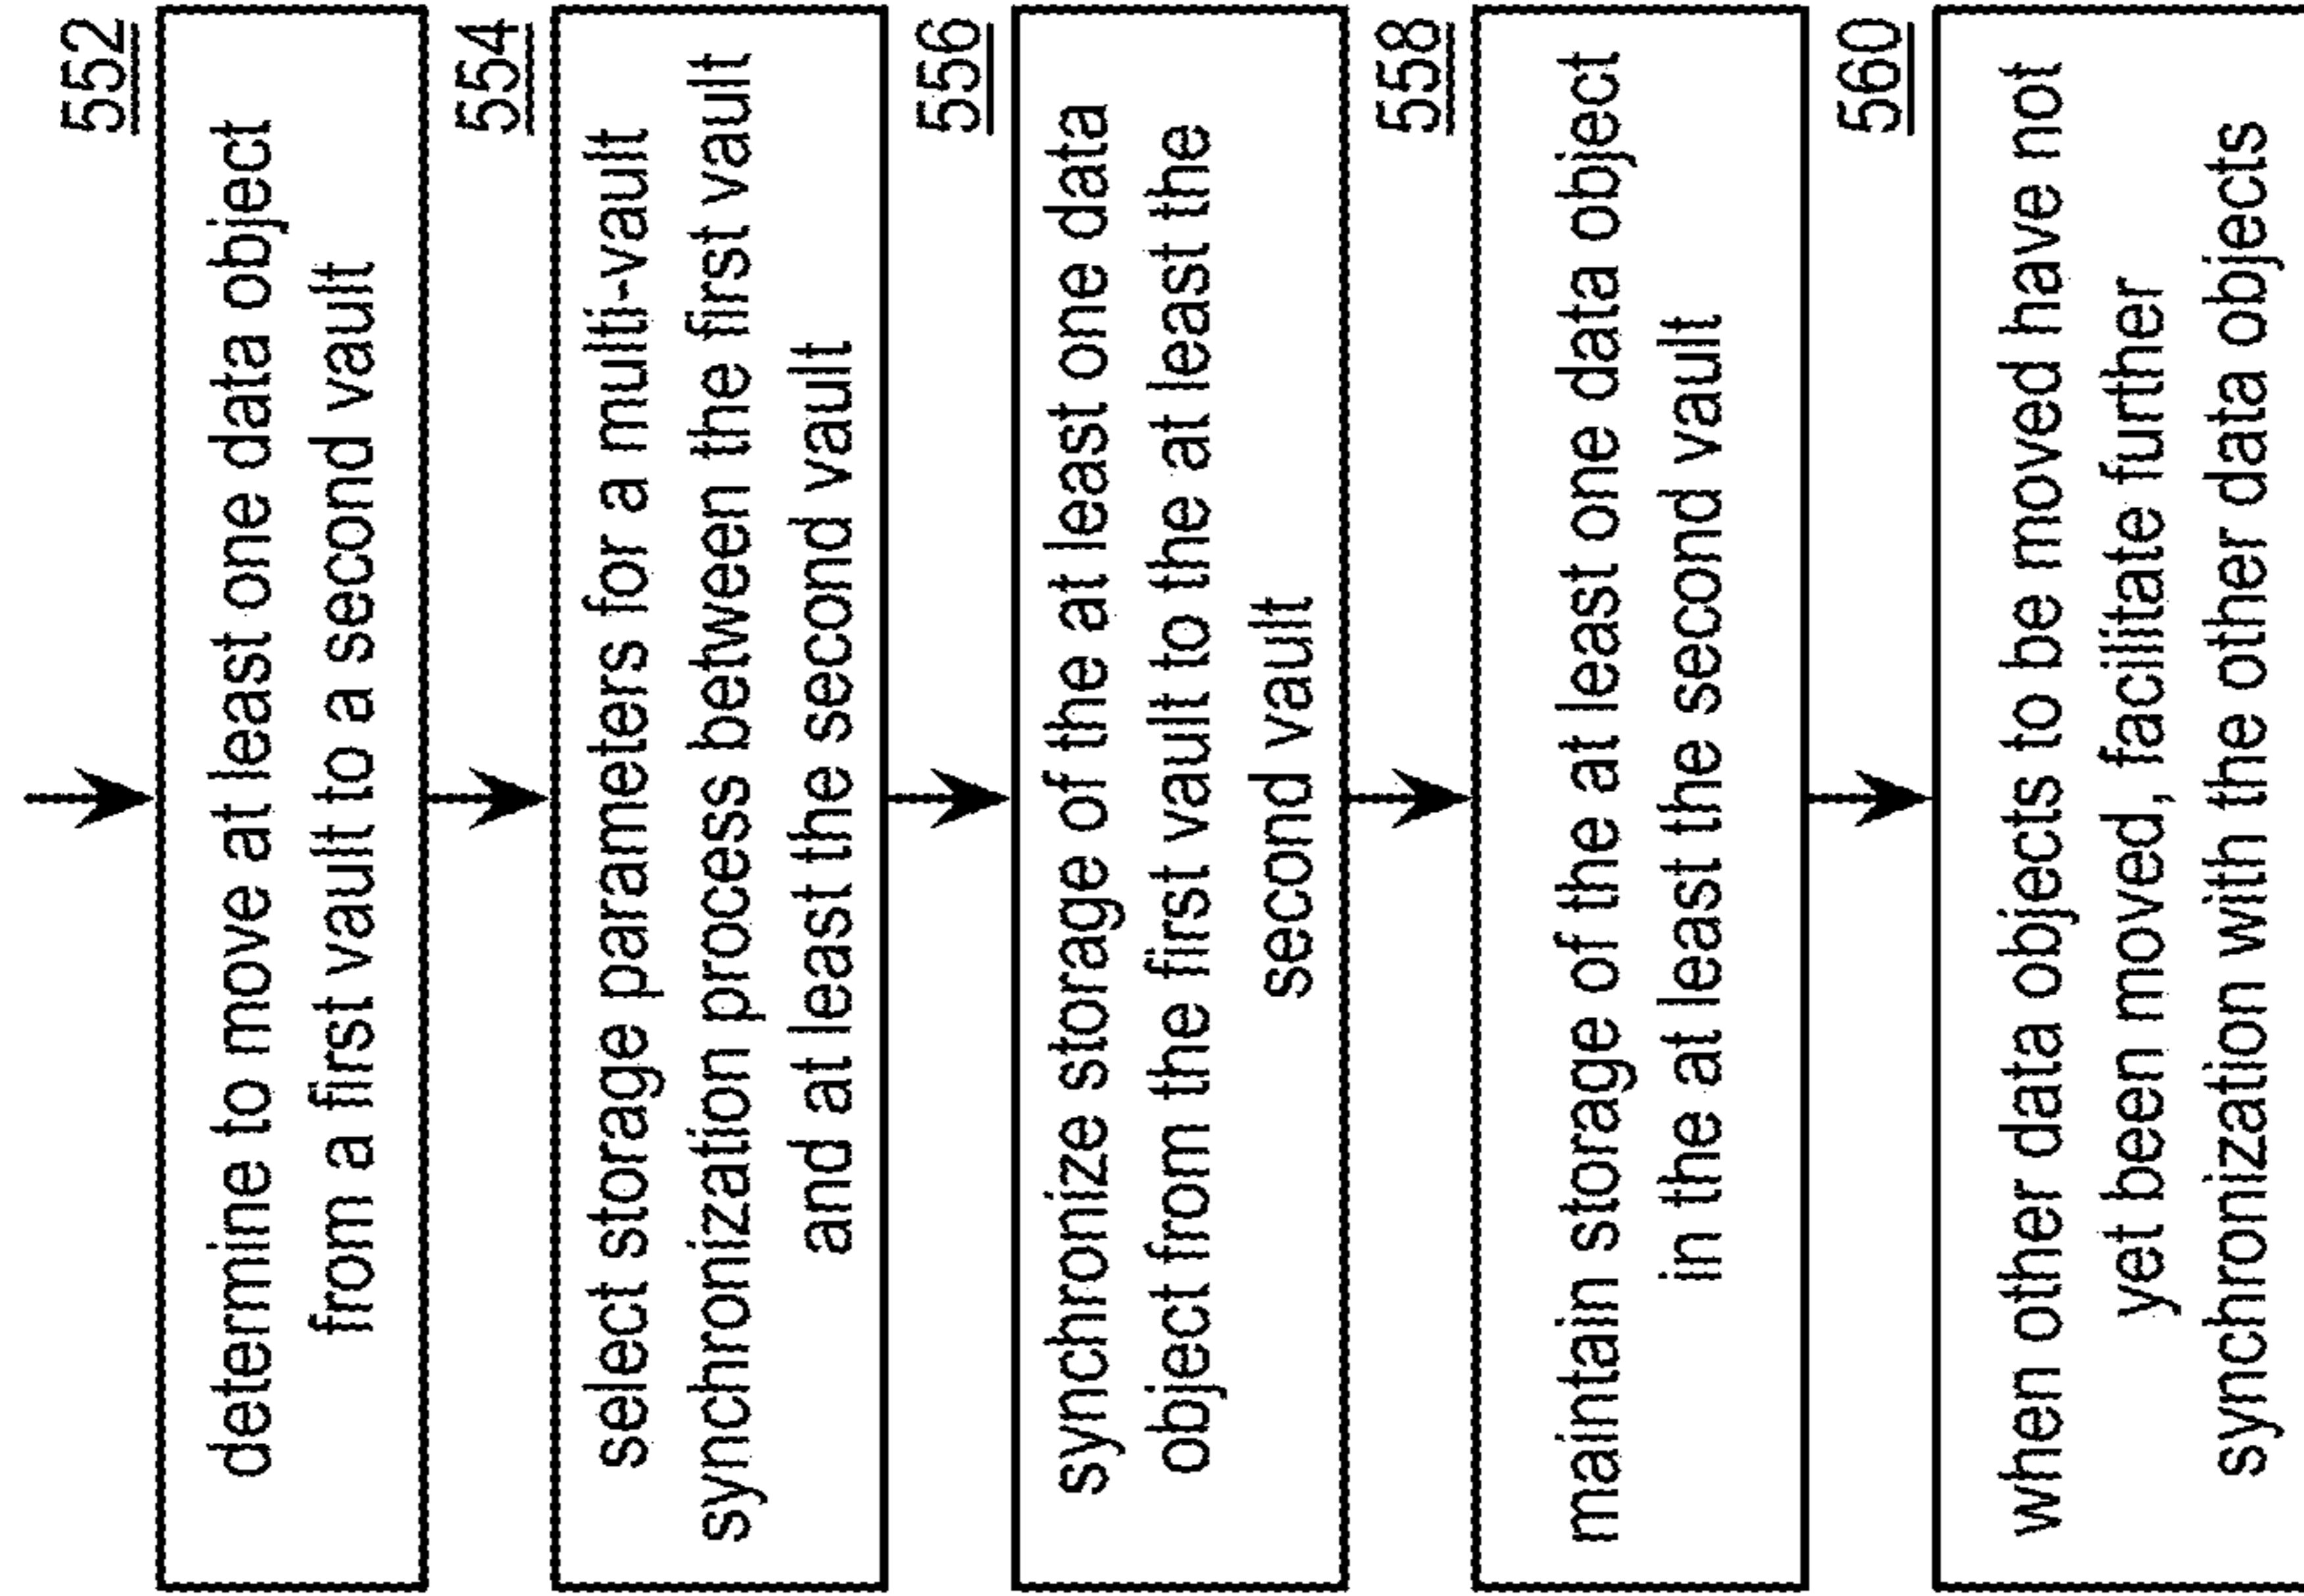 552
determine to move at least one data object
from a first vault to a second vault
554
select storage parameters for a multi-vault
synchronization process between the first vault
and at least the second vault
556
synchronize storage of the at least one data
object from the first vault to the at least the
second vault
558
maintain storage of the at least one data object
in the at least the second vault
560
when other data objects to be moved have not
yet been moved, facilitate further
synchronization with the other data objects